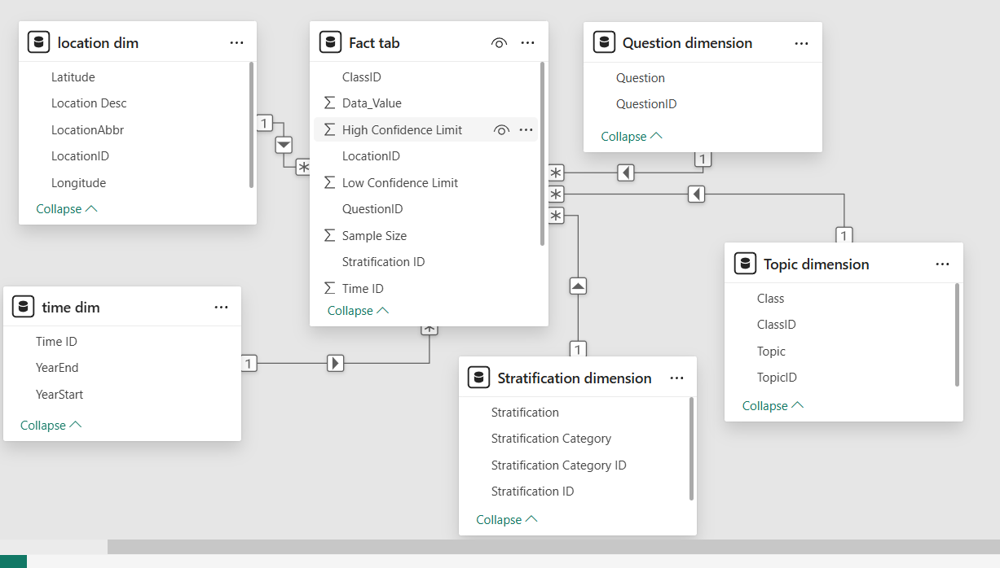 location dim
Latitude
Location Desc
LocationAbbr
LocationID
Longitude
Collapse
Fact tab
ClassID
Data_Value
High Confidence Limit
LocationID
Low Confidence Limit
QuestionID
Sample Size
Stratification ID
Time ID
Collapse
Question dimension
Question
QuestionID
Collapse
1
*
1
*
*
*
1
Topic dimension
Class
ClassID
Topic
TopicID
Collapse
time dim
Time ID
YearEnd
YearStart
Collapse
1
*
1
Stratification dimension
Stratification
Stratification Category
Stratification Category ID
Stratification ID
Collapse